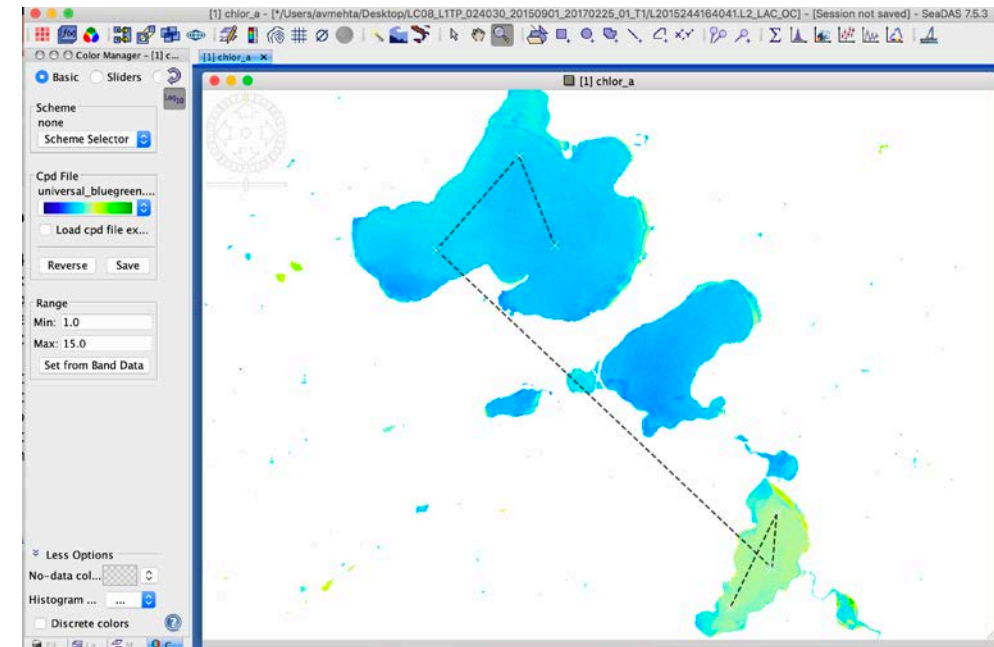 [1] chlor_a - [*/Users/avmehta/Desktop/LC08_L1TP_024030_20150901_20170225_01_T1/L2015244164041.L2_LAC_OC] - [Session not saved] - SeaDAS 7.5.3
Color Manager - [1] c...
[1] chlor_a
Basic
Sliders
Log10
[1] chlor_a
Scheme
none
Scheme Selector
Cpd File
universal_bluegreen....
Load cpd file ex...
Reverse
Save
Range
Min: 1.0
Max: 15.0
Set from Band Data
Less Options
No-data col...
Histogram ...
...
Discrete colors